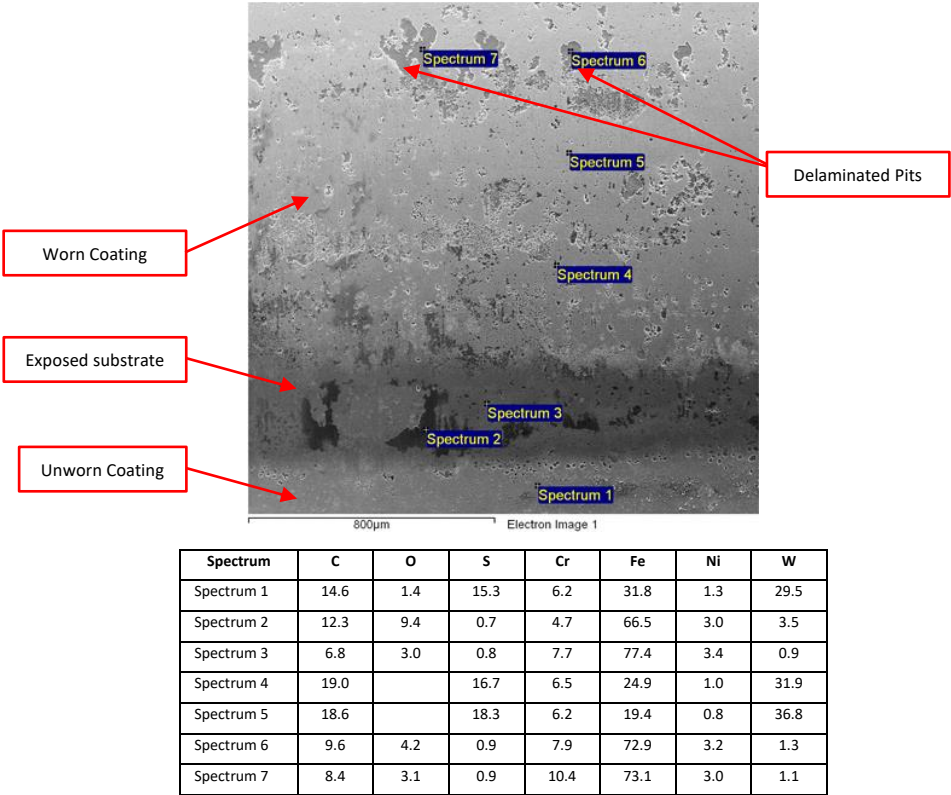 Spectrum 7
Spectrum 6
Spectrum 5
Delaminated Pits
Worn Coating
Spectrum 4
Exposed substrate
Spectrum 3
Spectrum 2
Unworn Coating
Spectrum 1
800µm Electron Image 1
Spectrum C O S Cr Fe Ni W
Spectrum 1 14.6 1.4 15.3 6.2 31.8 1.3 29.5
Spectrum 2 12.3 9.4 0.7 4.7 66.5 3.0 3.5
Spectrum 3 6.8 3.0 0.8 7.7 77.4 3.4 0.9
Spectrum 4 19.0 16.7 6.5 24.9 1.0 31.9
Spectrum 5 18.6 18.3 6.2 19.4 0.8 36.8
Spectrum 6 9.6 4.2 0.9 7.9 72.9 3.2 1.3
Spectrum 7 8.4 3.1 0.9 10.4 73.1 3.0 1.1